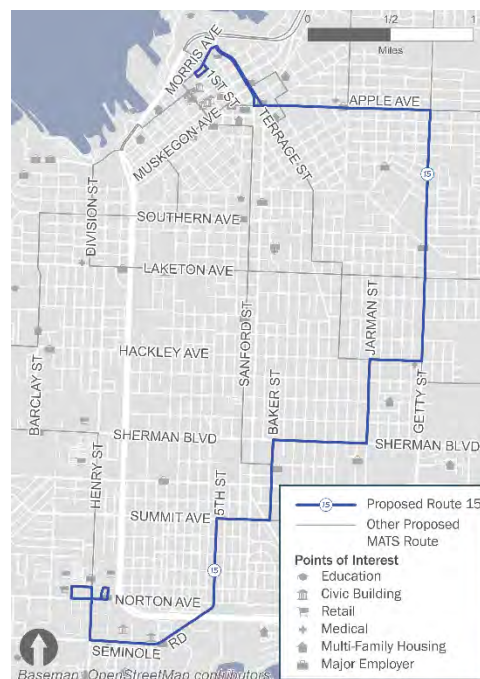 0 1/2 1
Miles
MORRIS AVE
1ST ST
APPLE AVE
TERRACE ST
MUSKEGON AVE
15
DIVISION ST
SOUTHERN AVE
LAKETON AVE
SANFORD ST
JARMAN ST
HACKLEY AVE
BARCLAY ST
BAKER ST
GETTY ST
SHERMAN BLVD
SHERMAN BLVD
HENRY ST
5TH ST
SUMMIT AVE
15
NORTON AVE
SEMINOLE RD
15 Proposed Route 15
Other Proposed
MATS Route
Points of Interest
Education
Civic Building
Retail
Medical
Multi-Family Housing
Major Employer
Basemap: OpenStreetMap contributors